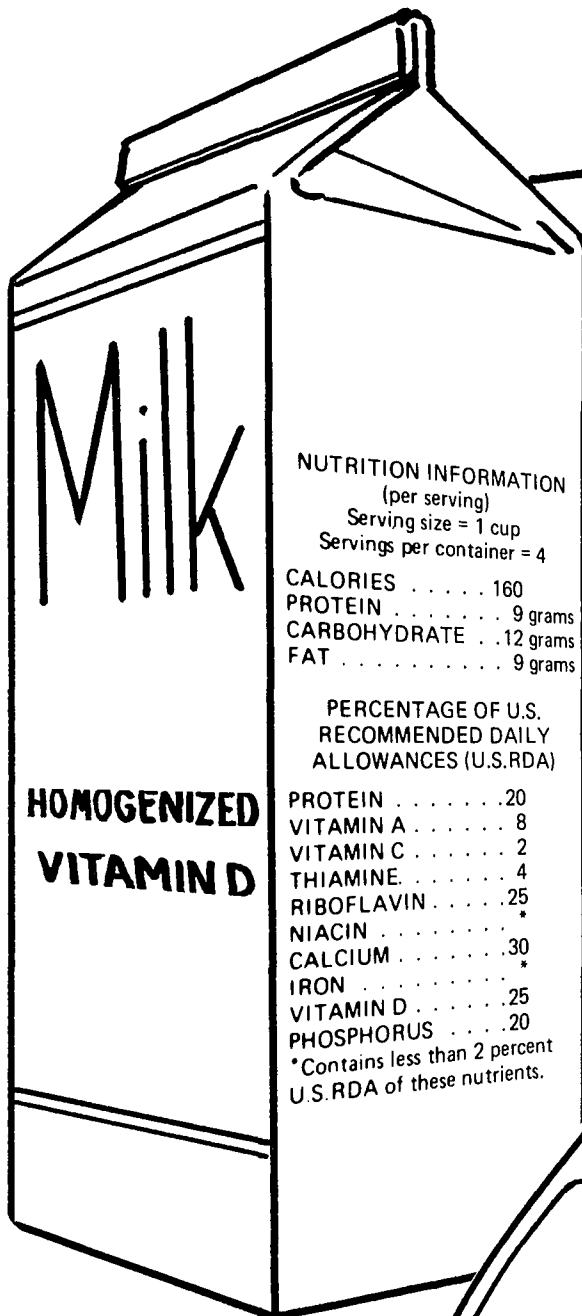 Milk
HOMOGENIZED
VITAMIN D
NUTRITION INFORMATION
(per serving)
Serving size = 1 cup
Servings per container = 4
CALORIES . . . . . 160
PROTEIN . . . . . . . 9 grams
CARBOHYDRATE . . 12 grams
FAT . . . . . . . . . . 9 grams
PERCENTAGE OF U.S.
RECOMMENDED DAILY
ALLOWANCES (U.S.RDA)
PROTEIN . . . . . . . 20
VITAMIN A . . . . . . 8
VITAMIN C . . . . . . 2
THIAMINE. . . . . . . 4
RIBOFLAVIN . . . . . 25
NIACIN . . . . . . . . *
CALCIUM . . . . . . . 30
IRON . . . . . . . . . *
VITAMIN D . . . . . . 25
PHOSPHORUS . . . . 20
*Contains less than 2 percent
U.S.RDA of these nutrients.